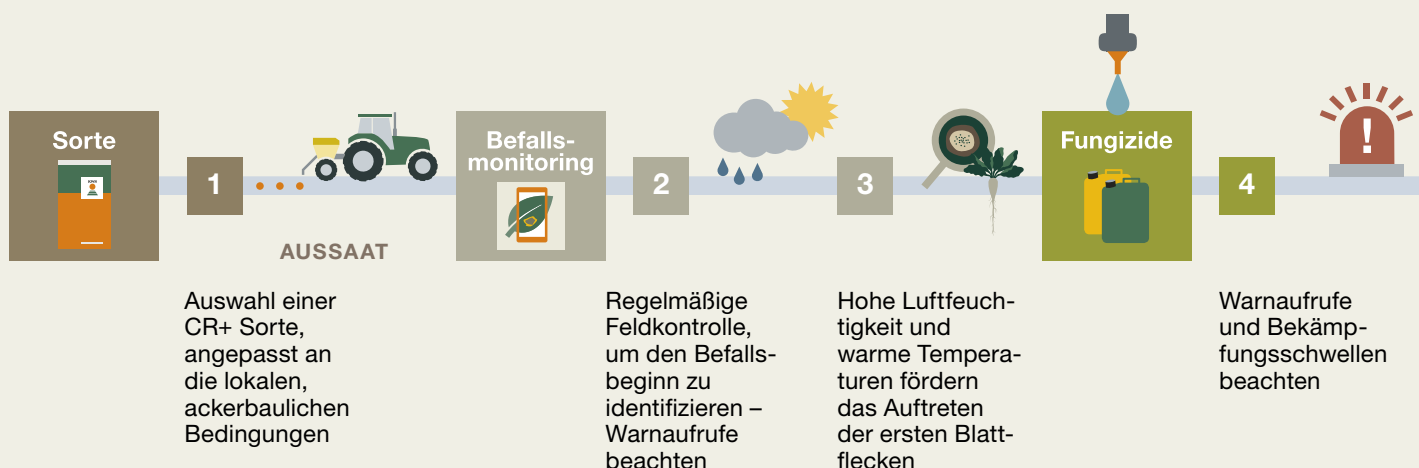 Sorte
1
AUSSAAT
Auswahl einer
CR+ Sorte,
angepasst an
die lokalen,
ackerbaulichen
Bedingungen
Befalls-
monitoring
2
Regelmäßige
Feldkontrolle,
um den Befalls-
beginn zu
identifizieren –
Warnaufrufe
beachten
3
Hohe Luftfeuch-
tigkeit und
warme Tempera-
turen fördern
das Auftreten
der ersten Blatt-
flecken
Fungizide
4
!
Warnaufrufe
und Bekämp-
fungsschwellen
beachten